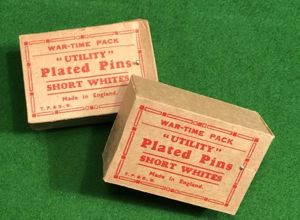 WAR-TIME PACK
"UTILITY"
Plated Pins
SHORT WHITES
Made in England.
WAR-TIME PACK
"UTILITY"
Plated Pins
SHORT WHITES
Made in England.